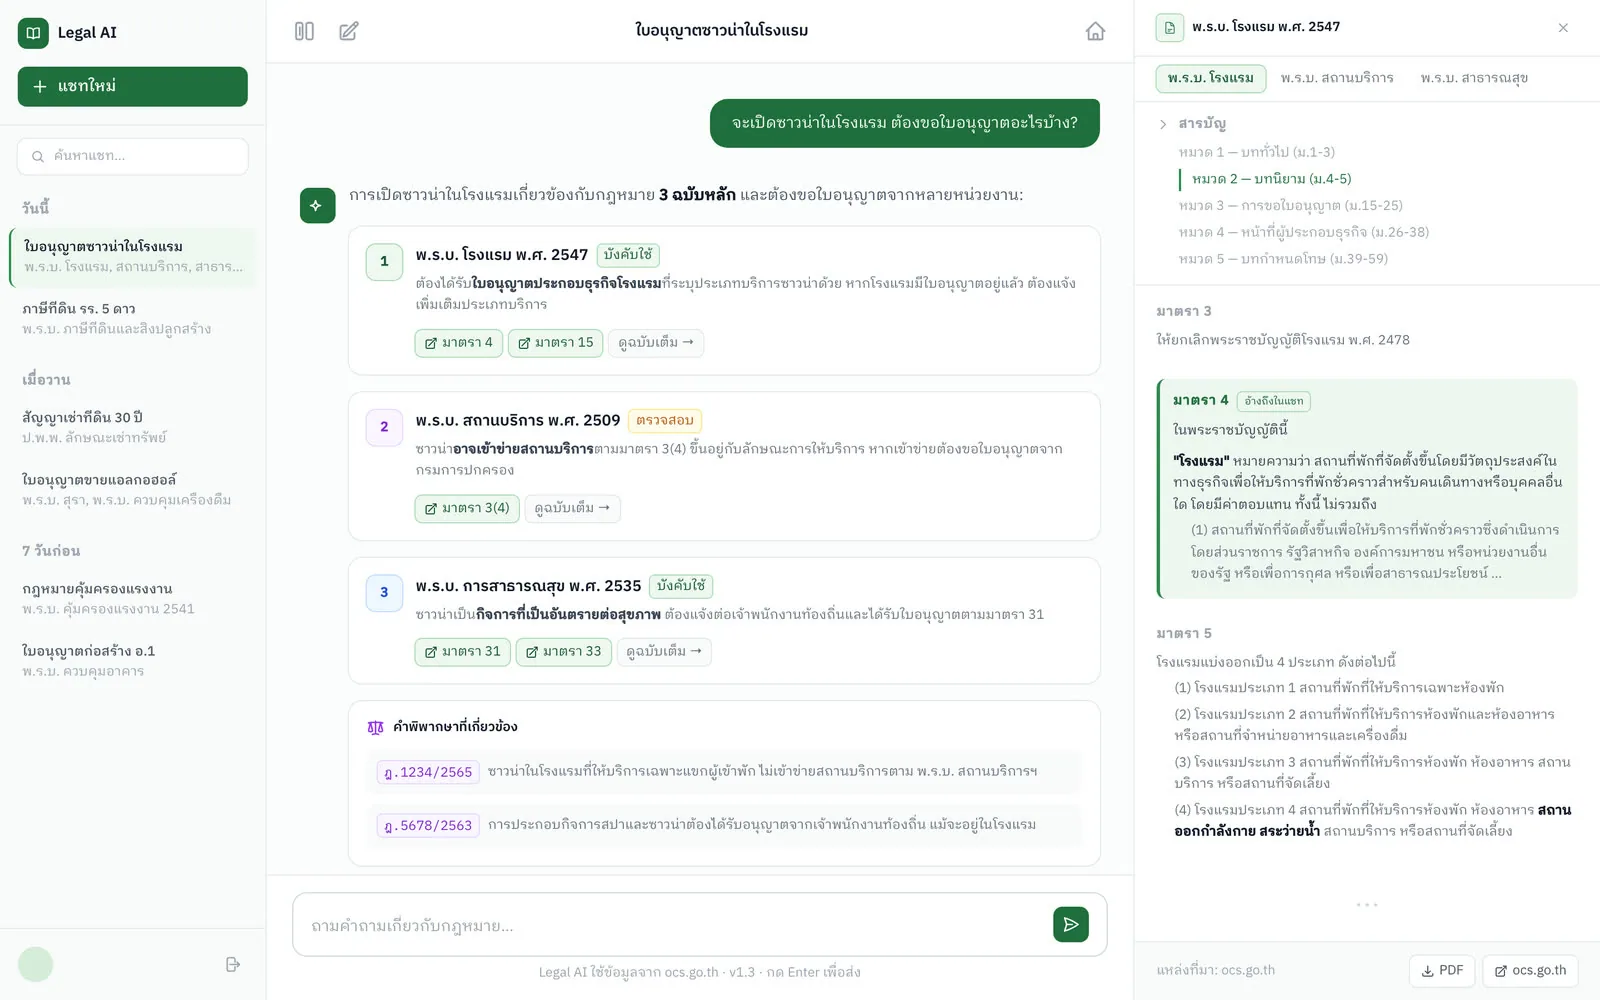 Legal AI
แชทใหม่
ค้นหาแชท...
วันนี้
ใบอนุญาตซาวน่าในโรงแรม
พ.ร.บ. โรงแรม, สถานบริการ, สาธาร...
ภาษีที่ดิน รร. 5 ดาว
พ.ร.บ. ภาษีที่ดินและสิ่งปลูกสร้าง
เมื่อวาน
สัญญาเช่าที่ดิน 30 ปี
ป.พ.พ. ลักษณะเช่าทรัพย์
ใบอนุญาตขายแอลกอฮอล์
พ.ร.บ. สุรา, พ.ร.บ. ควบคุมเครื่องดื่ม
7 วันก่อน
กฎหมายคุ้มครองแรงงาน
พ.ร.บ. คุ้มครองแรงงาน 2541
ใบอนุญาตก่อสร้าง อ.1
พ.ร.บ. ควบคุมอาคาร
ใบอนุญาตซาวน่าในโรงแรม
จะเปิดซาวน่าในโรงแรม ต้องขอใบอนุญาตอะไรบ้าง?
การเปิดซาวน่าในโรงแรมเกี่ยวข้องกับกฎหมาย 3 ฉบับหลัก และต้องขอใบอนุญาตจากหลายหน่วยงาน:
1 พ.ร.บ. โรงแรม พ.ศ. 2547 บังคับใช้
ต้องได้รับใบอนุญาตประกอบธุรกิจโรงแรมที่ระบุประเภทบริการซาวน่าด้วย หากโรงแรมมีใบอนุญาตอยู่แล้ว ต้องแจ้ง
เพิ่มเติมประเภทบริการ
มาตรา 4 มาตรา 15 ดูฉบับเต็ม →
2 พ.ร.บ. สถานบริการ พ.ศ. 2509 ตรวจสอบ
ซาวน่าอาจเข้าข่ายสถานบริการตามมาตรา 3(4) ขึ้นอยู่กับลักษณะการให้บริการ หากเข้าข่ายต้องขอใบอนุญาตจาก
กรมการปกครอง
มาตรา 3(4) ดูฉบับเต็ม →
3 พ.ร.บ. การสาธารณสุข พ.ศ. 2535 บังคับใช้
ซาวน่าเป็นกิจการที่เป็นอันตรายต่อสุขภาพ ต้องแจ้งต่อเจ้าพนักงานท้องถิ่นและได้รับใบอนุญาตตามมาตรา 31
มาตรา 31 มาตรา 33 ดูฉบับเต็ม →
คำพิพากษาที่เกี่ยวข้อง
ฎ.1234/2565 ซาวน่าในโรงแรมที่ให้บริการเฉพาะแขกผู้เข้าพัก ไม่เข้าข่ายสถานบริการตาม พ.ร.บ. สถานบริการฯ
ฎ.5678/2563 การประกอบกิจการสปาและซาวน่าต้องได้รับอนุญาตจากเจ้าพนักงานท้องถิ่น แม้จะอยู่ในโรงแรม
ถามคำถามเกี่ยวกับกฎหมาย...
Legal AI ใช้ข้อมูลจาก ocs.go.th · v1.3 · กด Enter เพื่อส่ง
พ.ร.บ. โรงแรม พ.ศ. 2547
พ.ร.บ. โรงแรม พ.ร.บ. สถานบริการ พ.ร.บ. สาธารณสุข
สารบัญ
หมวด 1 — บททั่วไป (ม.1-3)
หมวด 2 — บทนิยาม (ม.4-5)
หมวด 3 — การขอใบอนุญาต (ม.15-25)
หมวด 4 — หน้าที่ผู้ประกอบธุรกิจ (ม.26-38)
หมวด 5 — บทกำหนดโทษ (ม.39-59)
มาตรา 3
ให้ยกเลิกพระราชบัญญัติโรงแรม พ.ศ. 2478
มาตรา 4 อ้างถึงในแชท
ในพระราชบัญญัตินี้
"โรงแรม" หมายความว่า สถานที่พักที่จัดตั้งขึ้นโดยมีวัตถุประสงค์ใน
ทางธุรกิจเพื่อให้บริการที่พักชั่วคราวสำหรับคนเดินทางหรือบุคคลอื่น
ใด โดยมีค่าตอบแทน ทั้งนี้ ไม่รวมถึง
(1) สถานที่พักที่จัดตั้งขึ้นเพื่อให้บริการที่พักชั่วคราวซึ่งดำเนินการ
โดยส่วนราชการ รัฐวิสาหกิจ องค์การมหาชน หรือหน่วยงานอื่น
ของรัฐ หรือเพื่อการกุศล หรือเพื่อสาธารณประโยชน์ ...
มาตรา 5
โรงแรมแบ่งออกเป็น 4 ประเภท ดังต่อไปนี้
(1) โรงแรมประเภท 1 สถานที่พักที่ให้บริการเฉพาะห้องพัก
(2) โรงแรมประเภท 2 สถานที่พักที่ให้บริการห้องพักและห้องอาหาร
หรือสถานที่จำหน่ายอาหารและเครื่องดื่ม
(3) โรงแรมประเภท 3 สถานที่พักที่ให้บริการห้องพัก ห้องอาหาร สถาน
บริการ หรือสถานที่จัดเลี้ยง
(4) โรงแรมประเภท 4 สถานที่พักที่ให้บริการห้องพัก ห้องอาหาร สถาน
ออกกำลังกาย สระว่ายน้ำ สถานบริการ หรือสถานที่จัดเลี้ยง
...
แหล่งที่มา: ocs.go.th PDF ocs.go.th